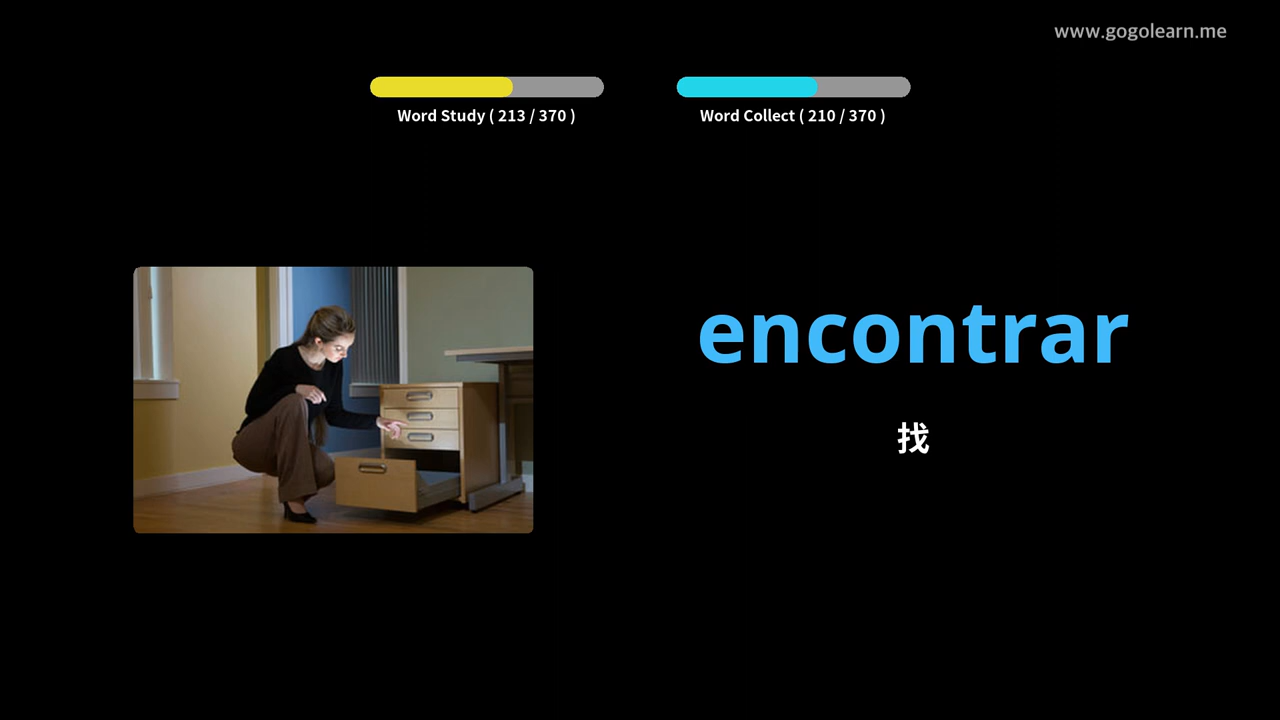 www.gogolearn.me
Word Study ( 213 / 370 )
Word Collect ( 210 / 370 )
encontrar
找